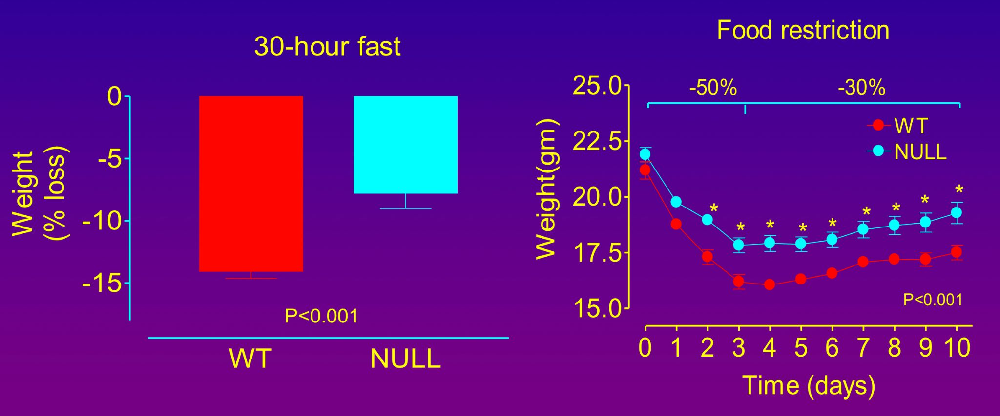 30-hour fast
Weight
(% loss)
0
-5
-10
-15
P<0.001
WT NULL
Food restriction
-50% -30%
Weight(gm)
25.0
22.5
20.0
17.5
15.0
WT
NULL
* * * * * * * * *
P<0.001
0 1 2 3 4 5 6 7 8 9 10
Time (days)